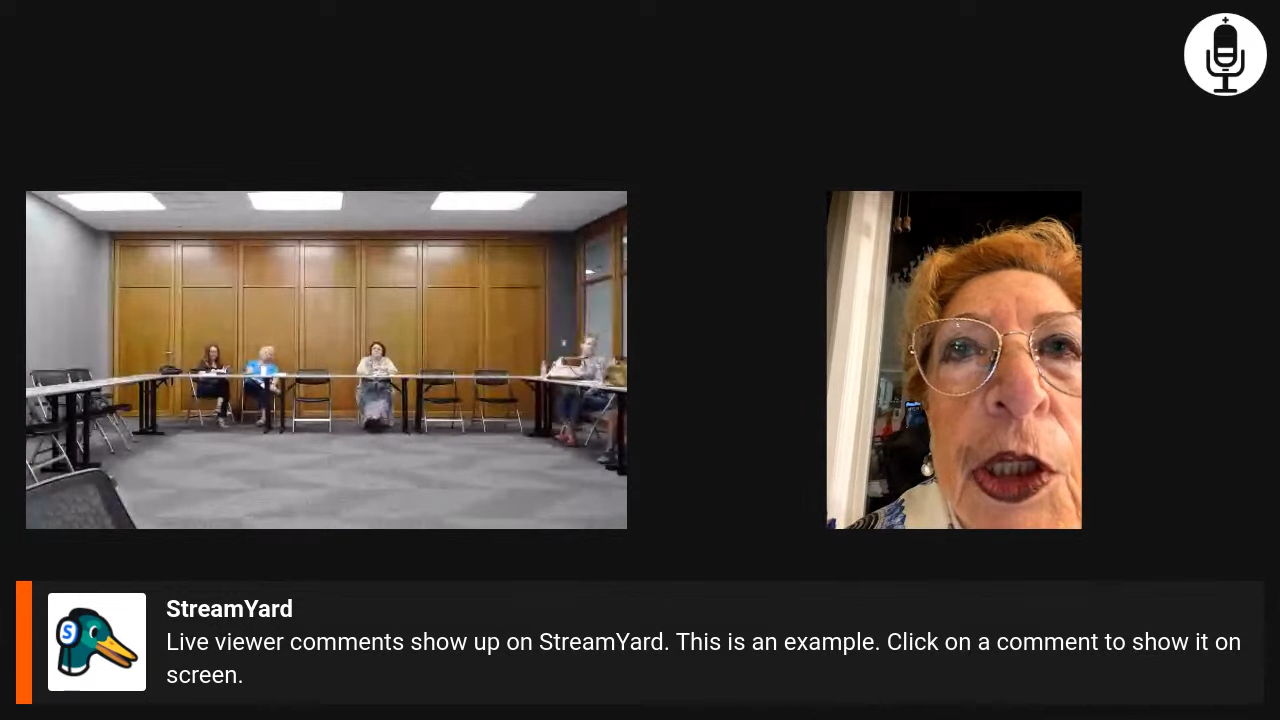 StreamYard
Live viewer comments show up on StreamYard. This is an example. Click on a comment to show it on
screen.
S